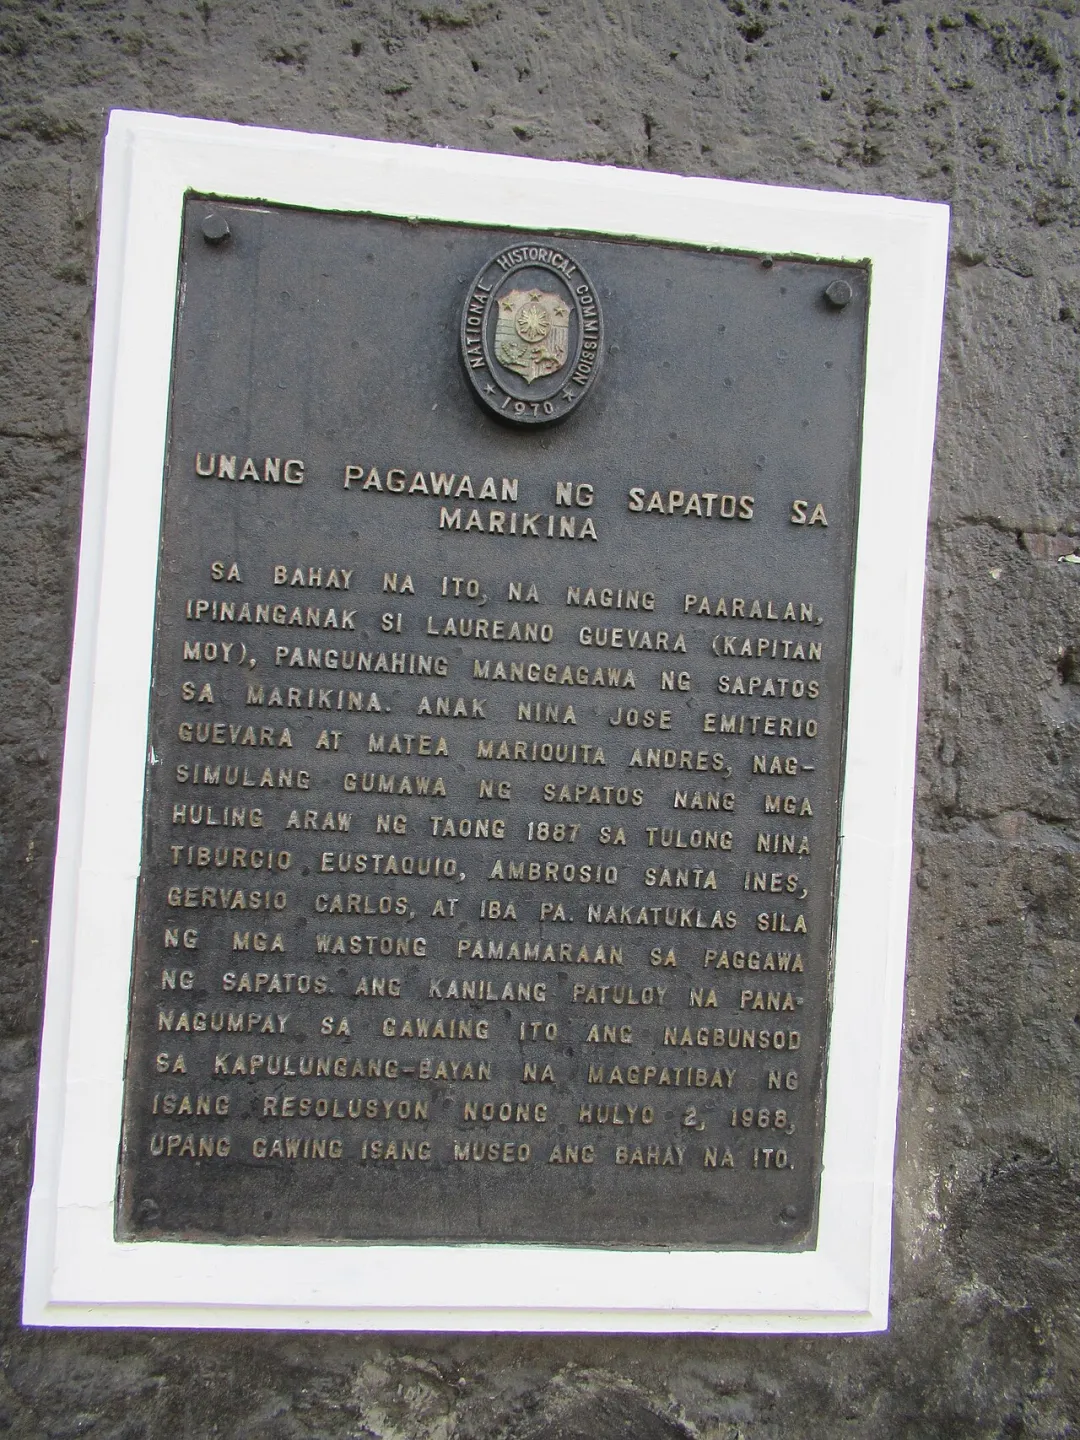 NATIONAL HISTORICAL COMMISSION
★ 1970 ★
UNANG PAGAWAAN NG SAPATOS SA
MARIKINA
SA BAHAY NA ITO, NA NAGING PAARALAN,
IPINANGANAK SI LAUREANO GUEVARA (KAPITAN
MOY), PANGUNAHING MANGGAGAWA NG SAPATOS
SA MARIKINA. ANAK NINA JOSE EMITERIO
GUEVARA AT MATEA MARIQUITA ANDRES, NAG-
SIMULANG GUMAWA NG SAPATOS NANG MGA
HULING ARAW NG TAONG 1887 SA TULONG NINA
TIBURCIO EUSTAQUIO, AMBROSIO SANTA INES,
GERVASIO CARLOS, AT IBA PA. NAKATUKLAS SILA
NG MGA WASTONG PAMAMARAAN SA PAGGAWA
NG SAPATOS. ANG KANILANG PATULOY NA PANA-
NAGUMPAY SA GAWAING ITO ANG NAGBUNSOD
SA KAPULUNGANG-BAYAN NA MAGPATIBAY NG
ISANG RESOLUSYON NOONG HULYO 2, 1968,
UPANG GAWING ISANG MUSEO ANG BAHAY NA ITO.